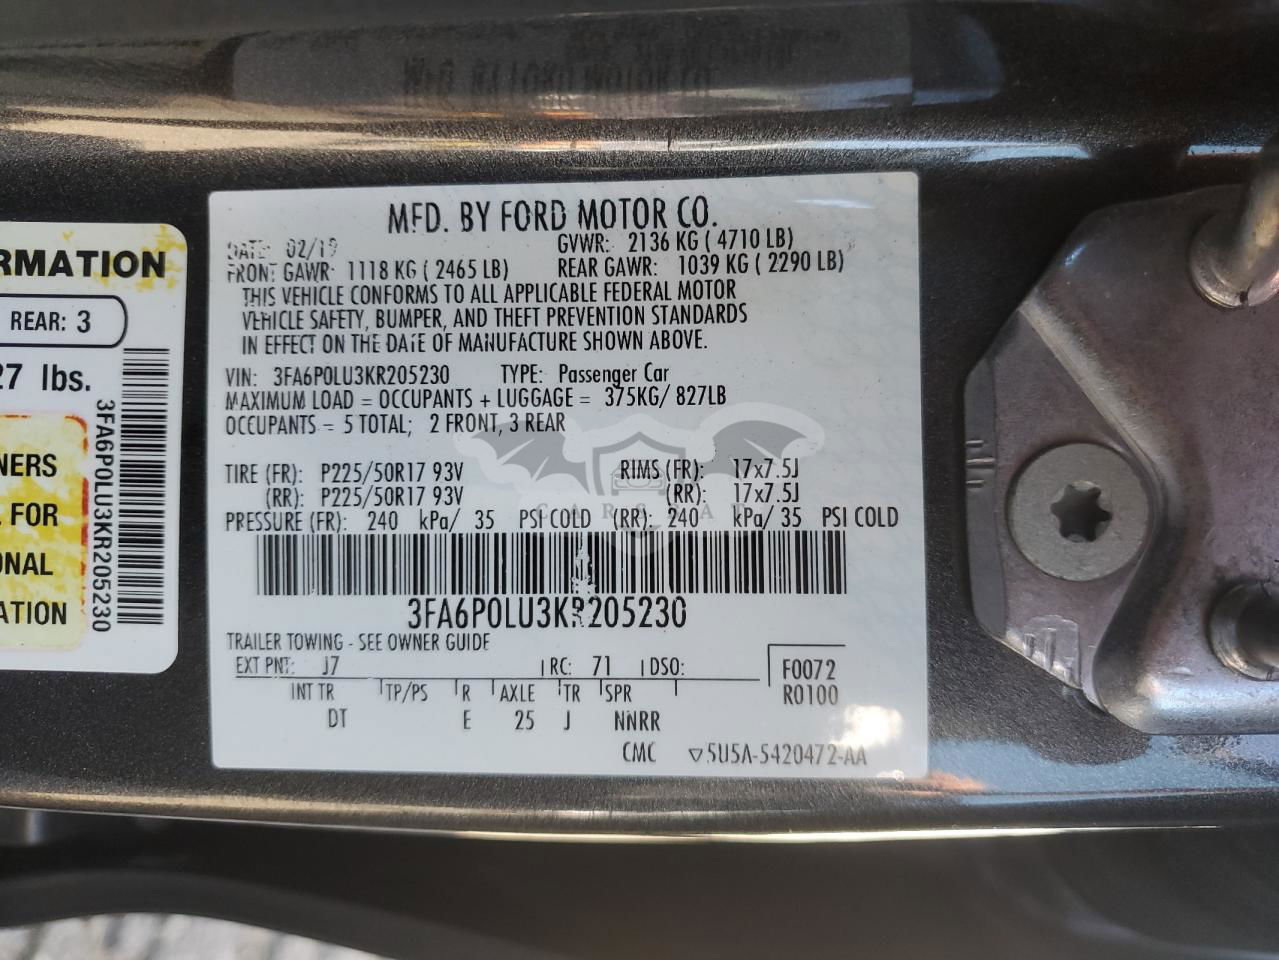 MFD. BY FORD MOTOR CO.
DATE: 02/19 GVWR: 2136 KG ( 4710 LB)
FRONT GAWR: 1118 KG ( 2465 LB) REAR GAWR: 1039 KG ( 2290 LB)
THIS VEHICLE CONFORMS TO ALL APPLICABLE FEDERAL MOTOR
VEHICLE SAFETY, BUMPER, AND THEFT PREVENTION STANDARDS
IN EFFECT ON THE DATE OF MANUFACTURE SHOWN ABOVE.
VIN: 3FA6P0LU3KR205230 TYPE: Passenger Car
MAXIMUM LOAD = OCCUPANTS + LUGGAGE = 375KG/ 827LB
OCCUPANTS = 5 TOTAL; 2 FRONT, 3 REAR
TIRE (FR): P225/50R17 93V RIMS (FR): 17x7.5J
(RR): P225/50R17 93V (RR): 17x7.5J
PRESSURE (FR): 240 kPa/ 35 PSI COLD (RR): 240 kPa/ 35 PSI COLD
3FA6P0LU3KR205230
TRAILER TOWING - SEE OWNER GUIDE
EXT PNT: J7 RC: 71 DSO: F0072
INT TR TP/PS R AXLE TR SPR R0100
DT E 25 J NNRR
CMC ▽5U5A-5420472-AA
RMATION
REAR: 3
27 lbs.
3FA6P0LU3KR205230
NERS
FOR
ONAL
ATION
CARSBAT